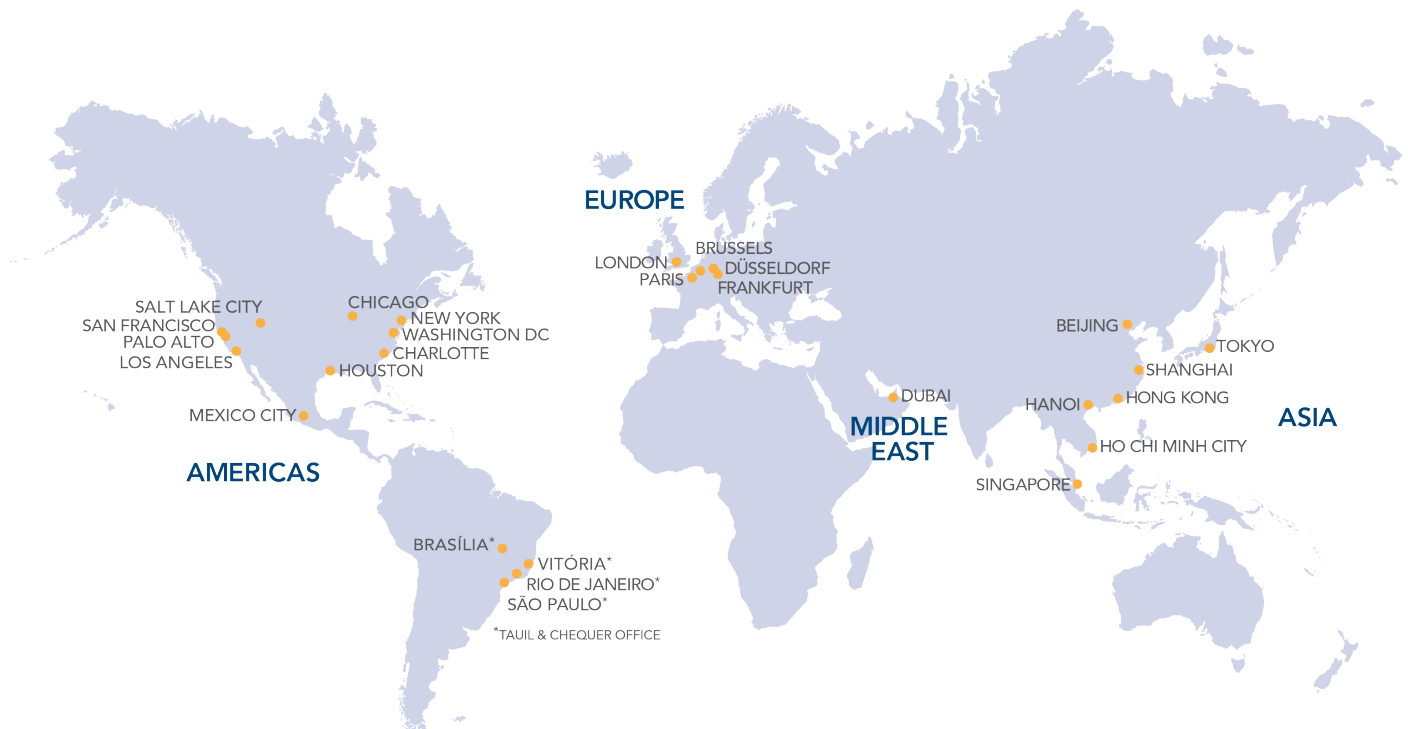 EUROPE
BRUSSELS
LONDON
DÜSSELDORF
PARIS
FRANKFURT
SALT LAKE CITY
CHICAGO
SAN FRANCISCO
NEW YORK
PALO ALTO
WASHINGTON DC
LOS ANGELES
CHARLOTTE
HOUSTON
MEXICO CITY
AMERICAS
BRASÍLIA*
VITÓRIA*
RIO DE JANEIRO*
SÃO PAULO*
*TAUIL & CHEQUER OFFICE
DUBAI
MIDDLE
EAST
BEIJING
TOKYO
SHANGHAI
HANOI
HONG KONG
ASIA
HO CHI MINH CITY
SINGAPORE